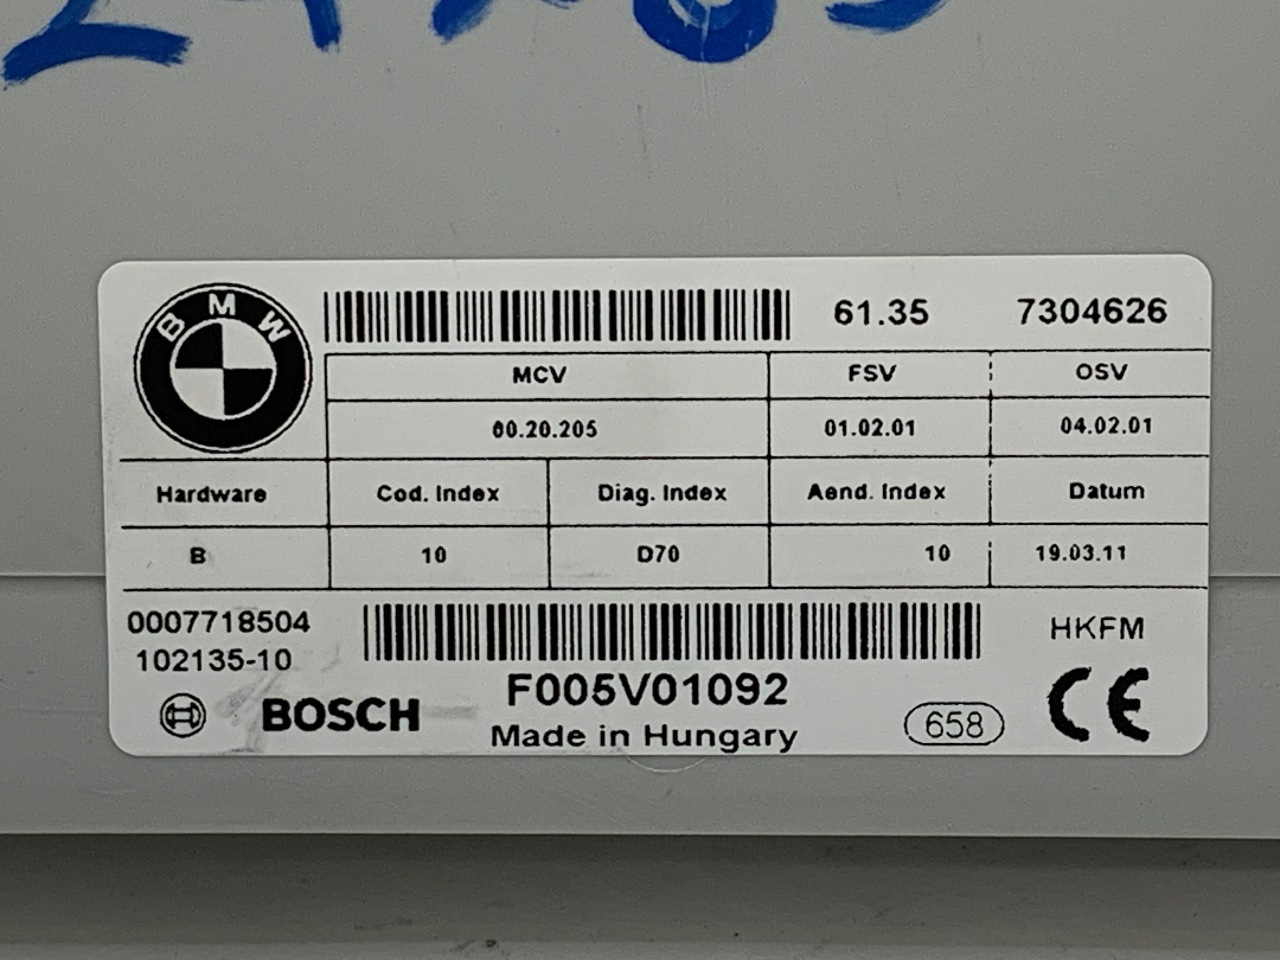 BMW
61.35 7304626
MCV FSV OSV
00.20.205 01.02.01 04.02.01
Hardware Cod. Index Diag. Index Aend. Index Datum
B 10 D70 10 19.03.11
0007718504
HKFM
102135-10
F005V01092
BOSCH
Made in Hungary
658
CE